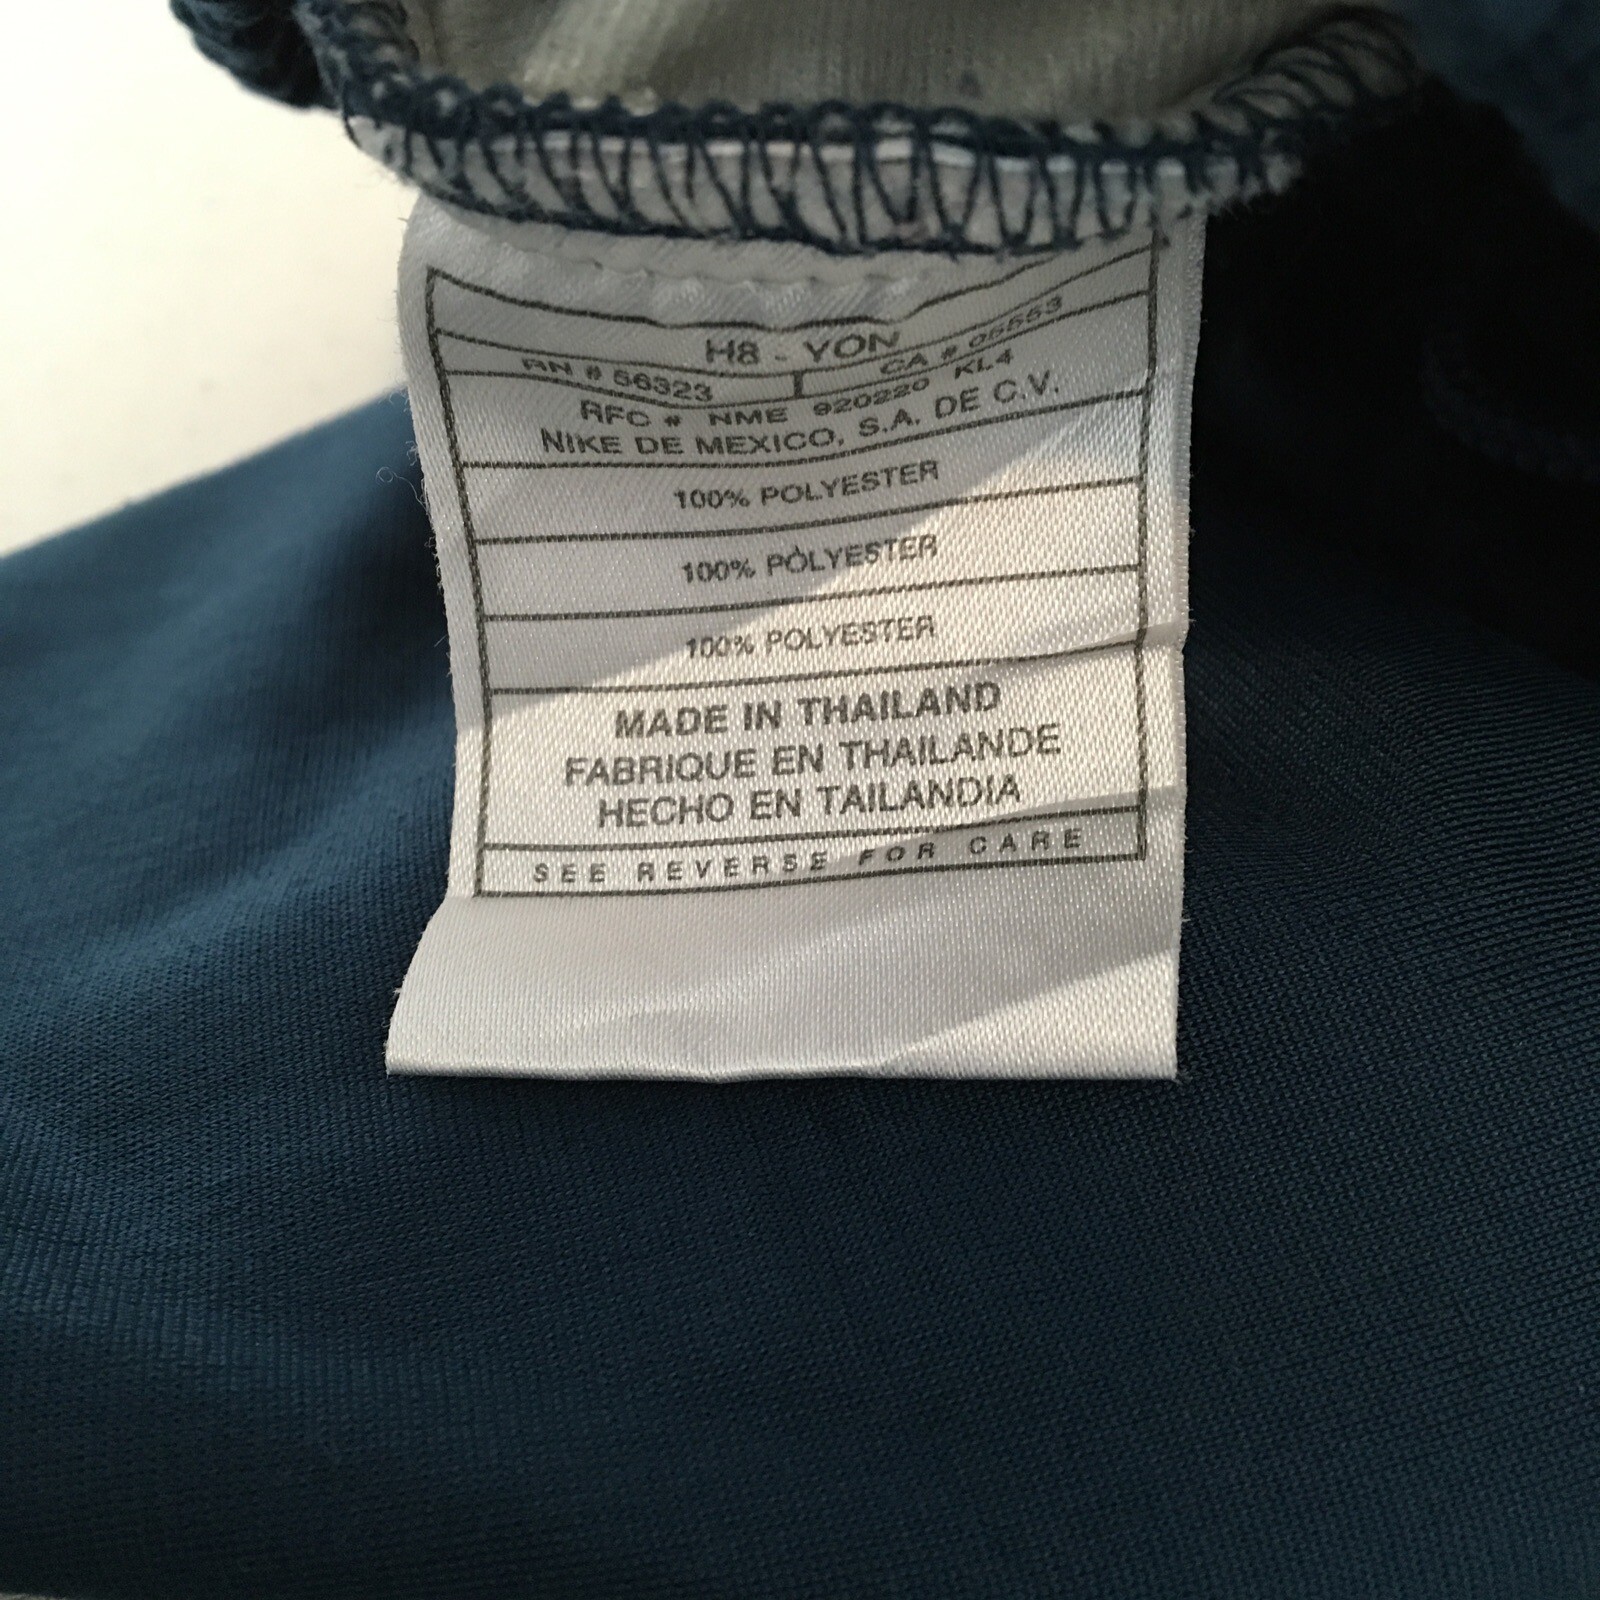 H8 - YON
RN # 56323 CA # 05553
RFC # NME 920220 KL4
NIKE DE MEXICO, S.A. DE C.V.
100% POLYESTER
100% POLYESTER
100% POLYESTER
MADE IN THAILAND
FABRIQUE EN THAILANDE
HECHO EN TAILANDIA
SEE REVERSE FOR CARE